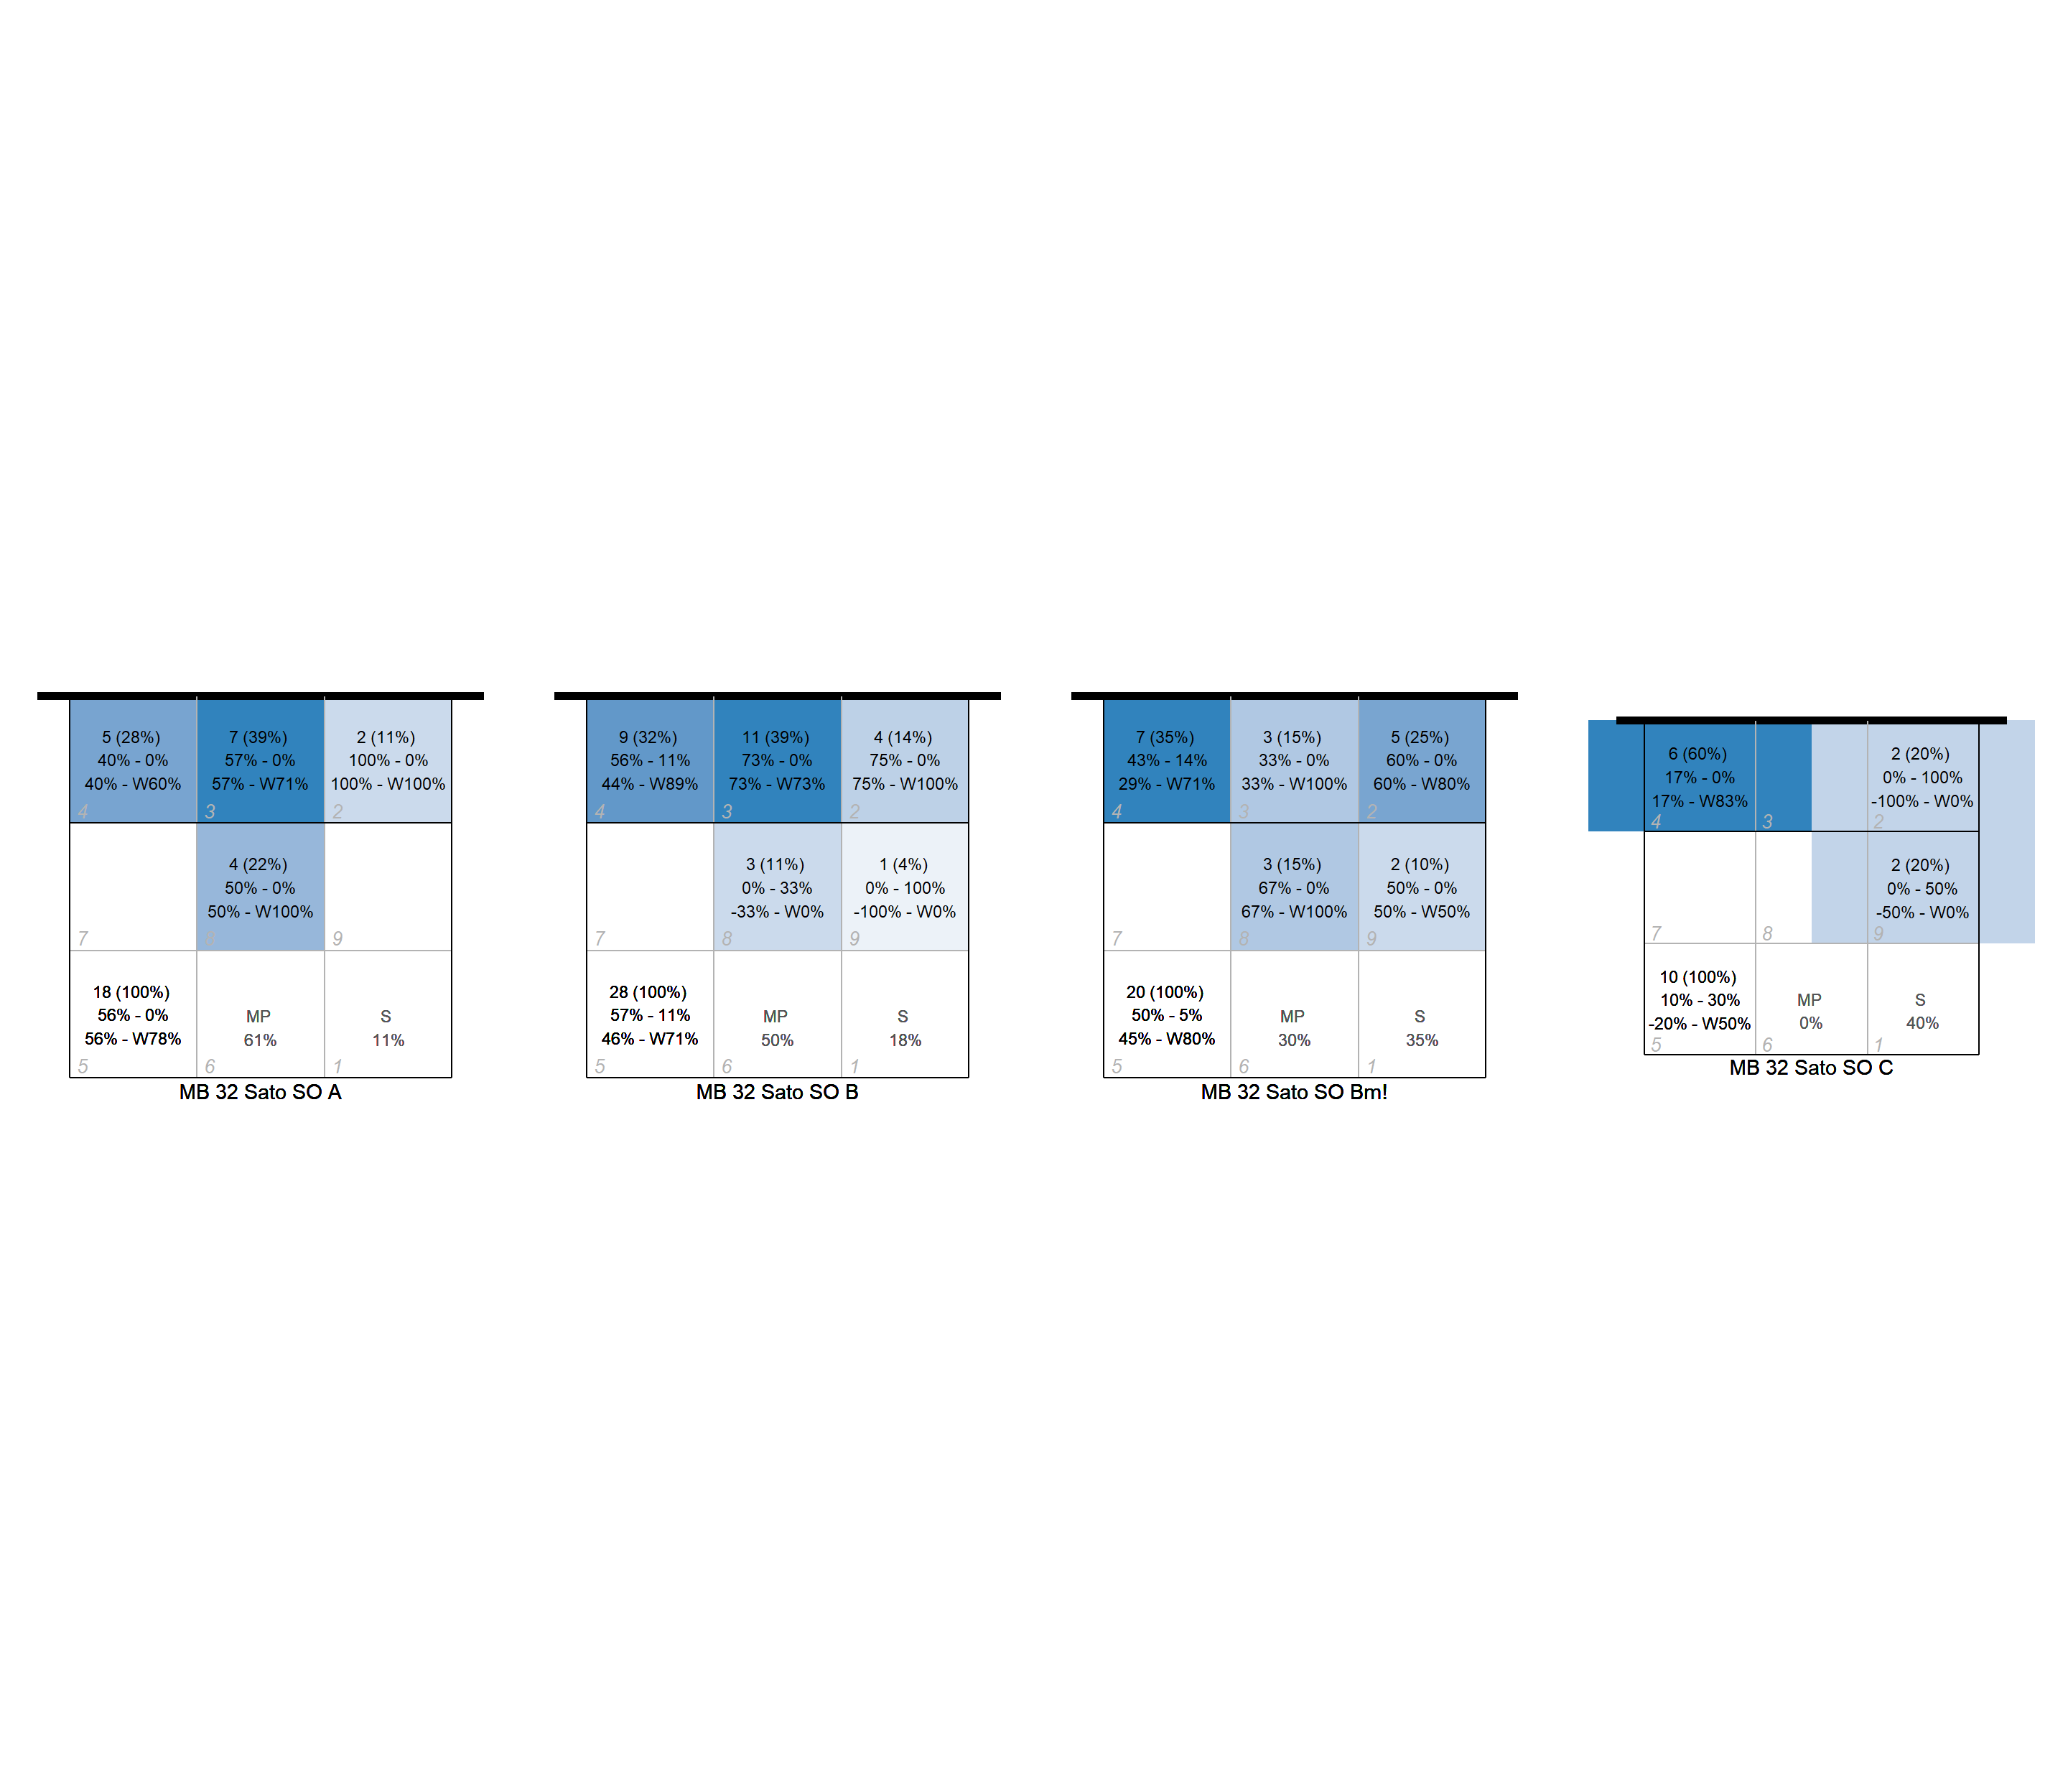 5 (28%)
40% - 0%
40% - W60%
4
7 (39%)
57% - 0%
57% - W71%
3
2 (11%)
100% - 0%
100% - W100%
2
7
4 (22%)
50% - 0%
50% - W100%
8
9
18 (100%)
56% - 0%
56% - W78%
5
MP
61%
6
S
11%
1
MB 32 Sato SO A
9 (32%)
56% - 11%
44% - W89%
4
11 (39%)
73% - 0%
73% - W73%
3
4 (14%)
75% - 0%
75% - W100%
2
7
3 (11%)
0% - 33%
-33% - W0%
8
1 (4%)
0% - 100%
-100% - W0%
9
28 (100%)
57% - 11%
46% - W71%
5
MP
50%
6
S
18%
1
MB 32 Sato SO B
7 (35%)
43% - 14%
29% - W71%
4
3 (15%)
33% - 0%
33% - W100%
3
5 (25%)
60% - 0%
60% - W80%
2
7
3 (15%)
67% - 0%
67% - W100%
8
2 (10%)
50% - 0%
50% - W50%
9
20 (100%)
50% - 5%
45% - W80%
5
MP
30%
6
S
35%
1
MB 32 Sato SO Bm!
6 (60%)
17% - 0%
17% - W83%
4
3
2 (20%)
0% - 100%
-100% - W0%
2
7
8
2 (20%)
0% - 50%
-50% - W0%
9
10 (100%)
10% - 30%
-20% - W50%
5
MP
0%
6
S
40%
1
MB 32 Sato SO C